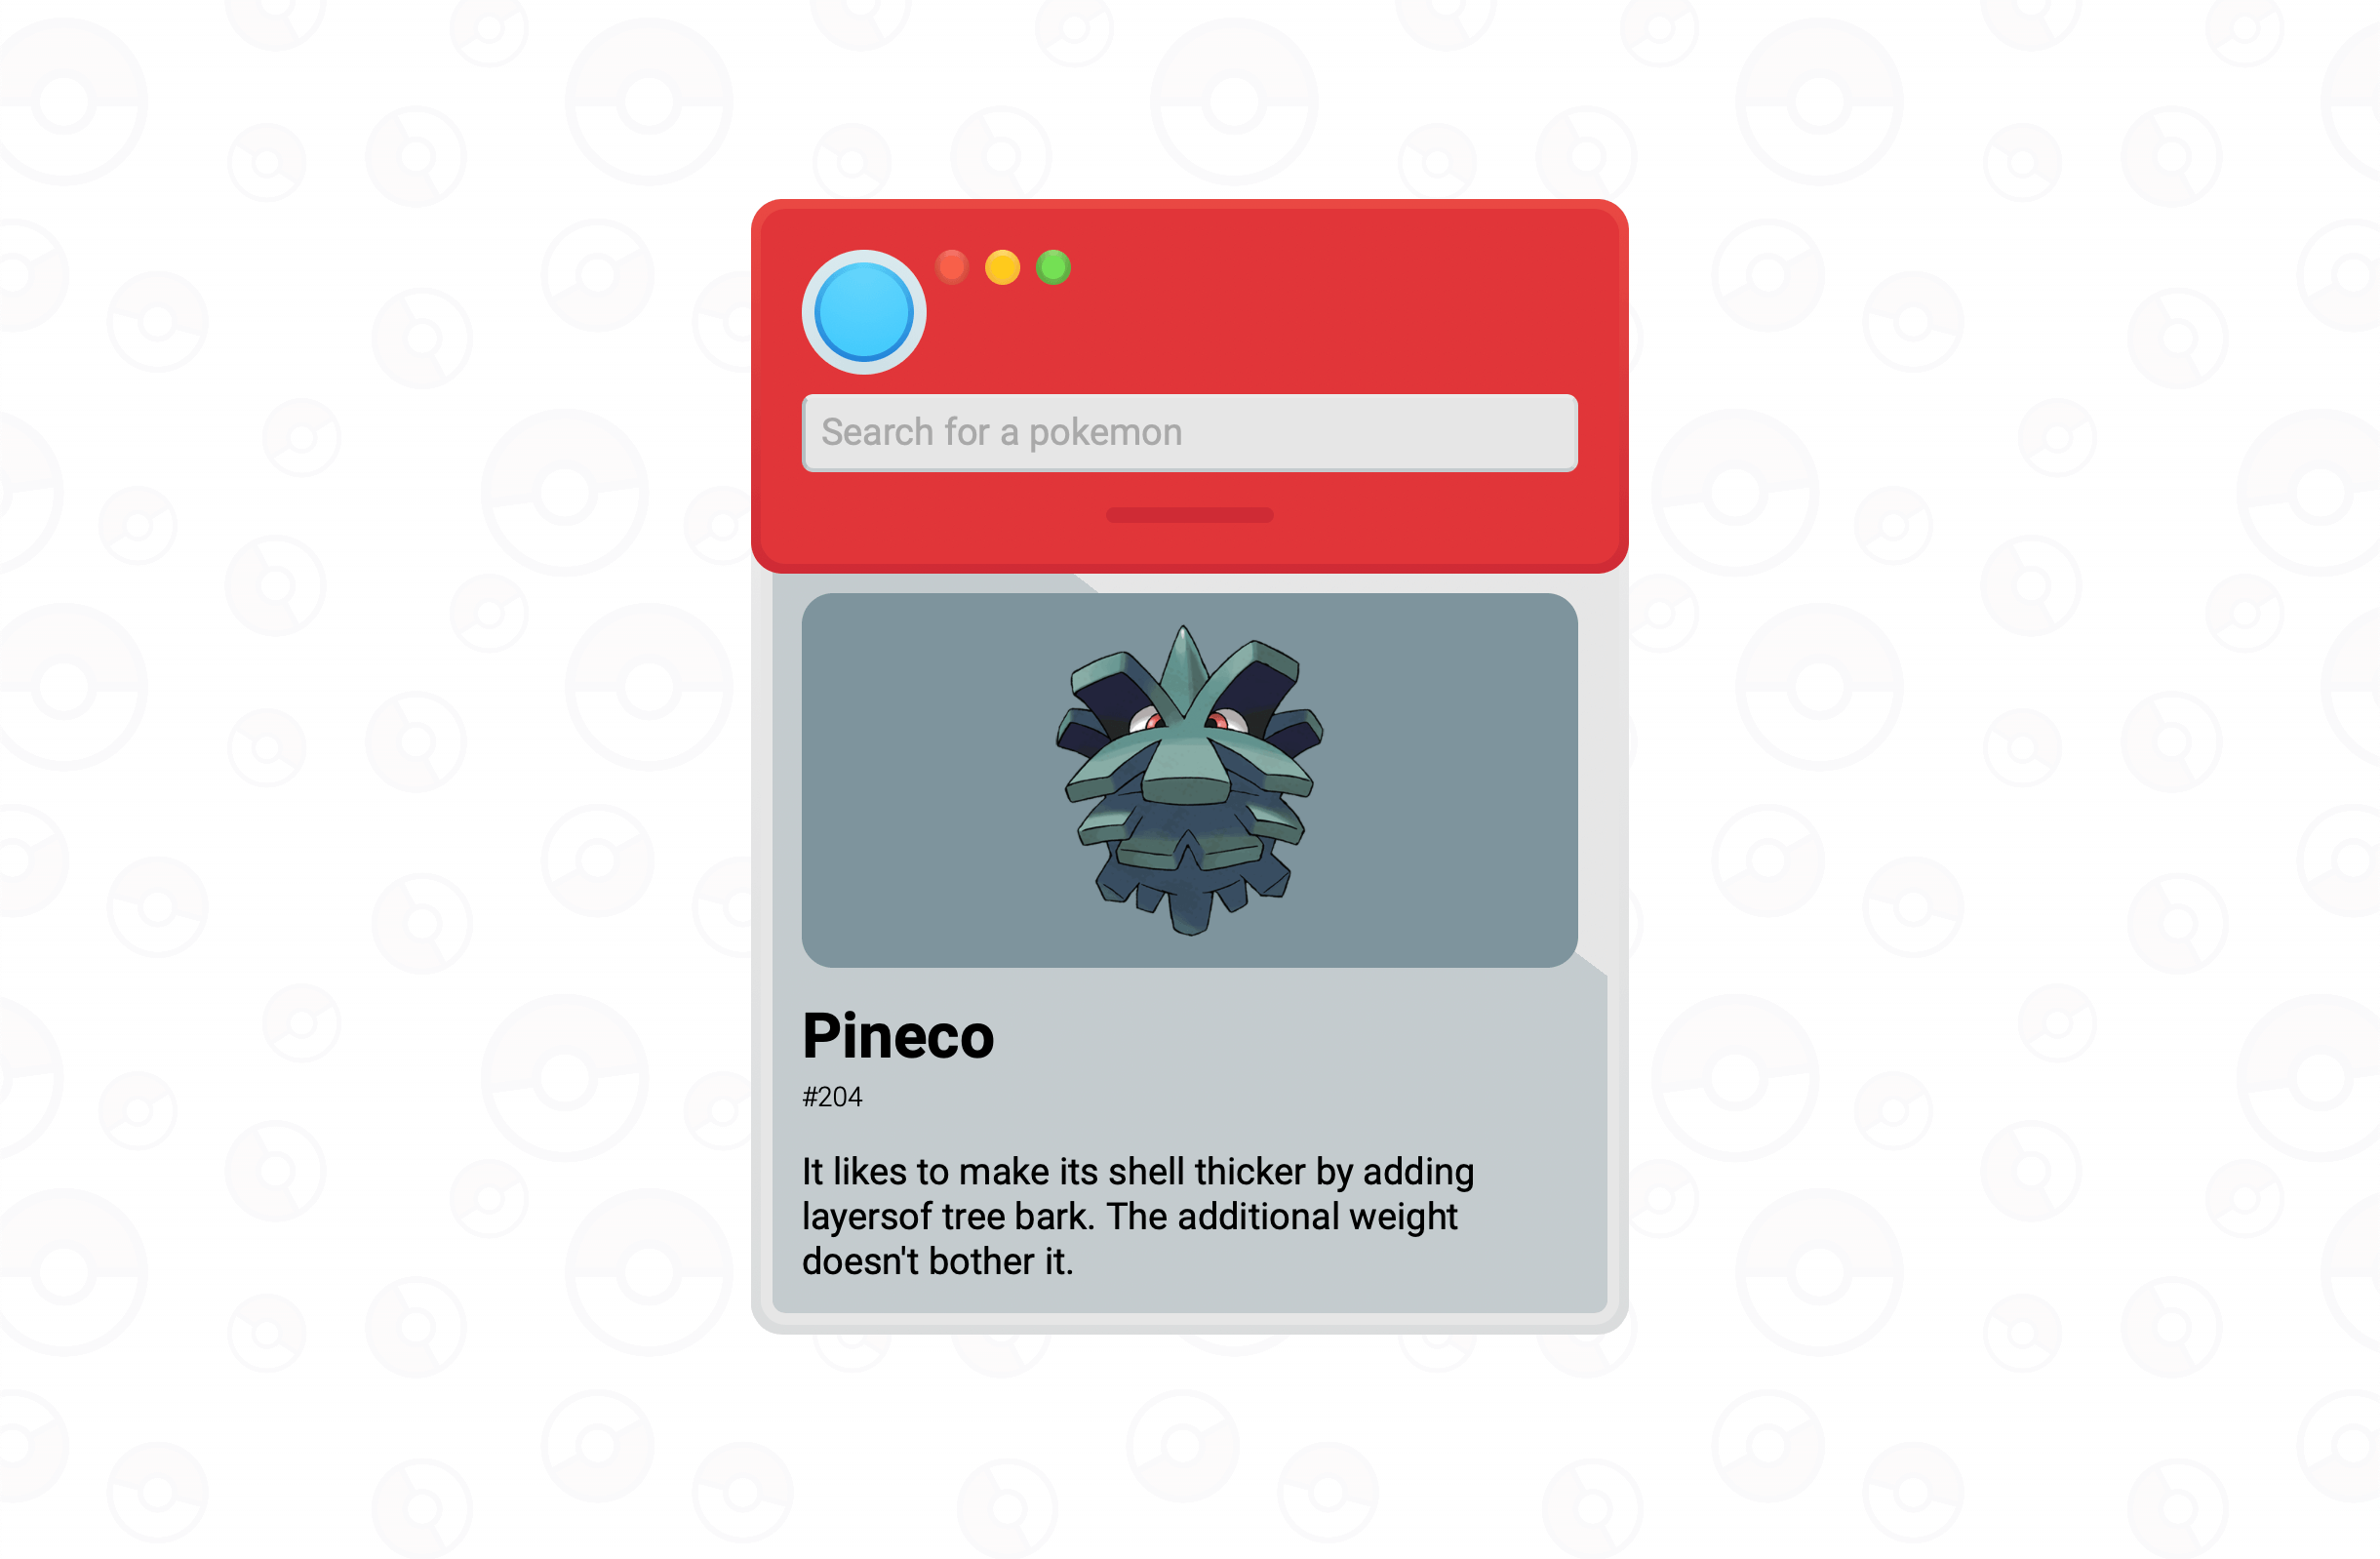 Search for a pokemon
Pineco
#204
It likes to make its shell thicker by adding
layersof tree bark. The additional weight
doesn't bother it.